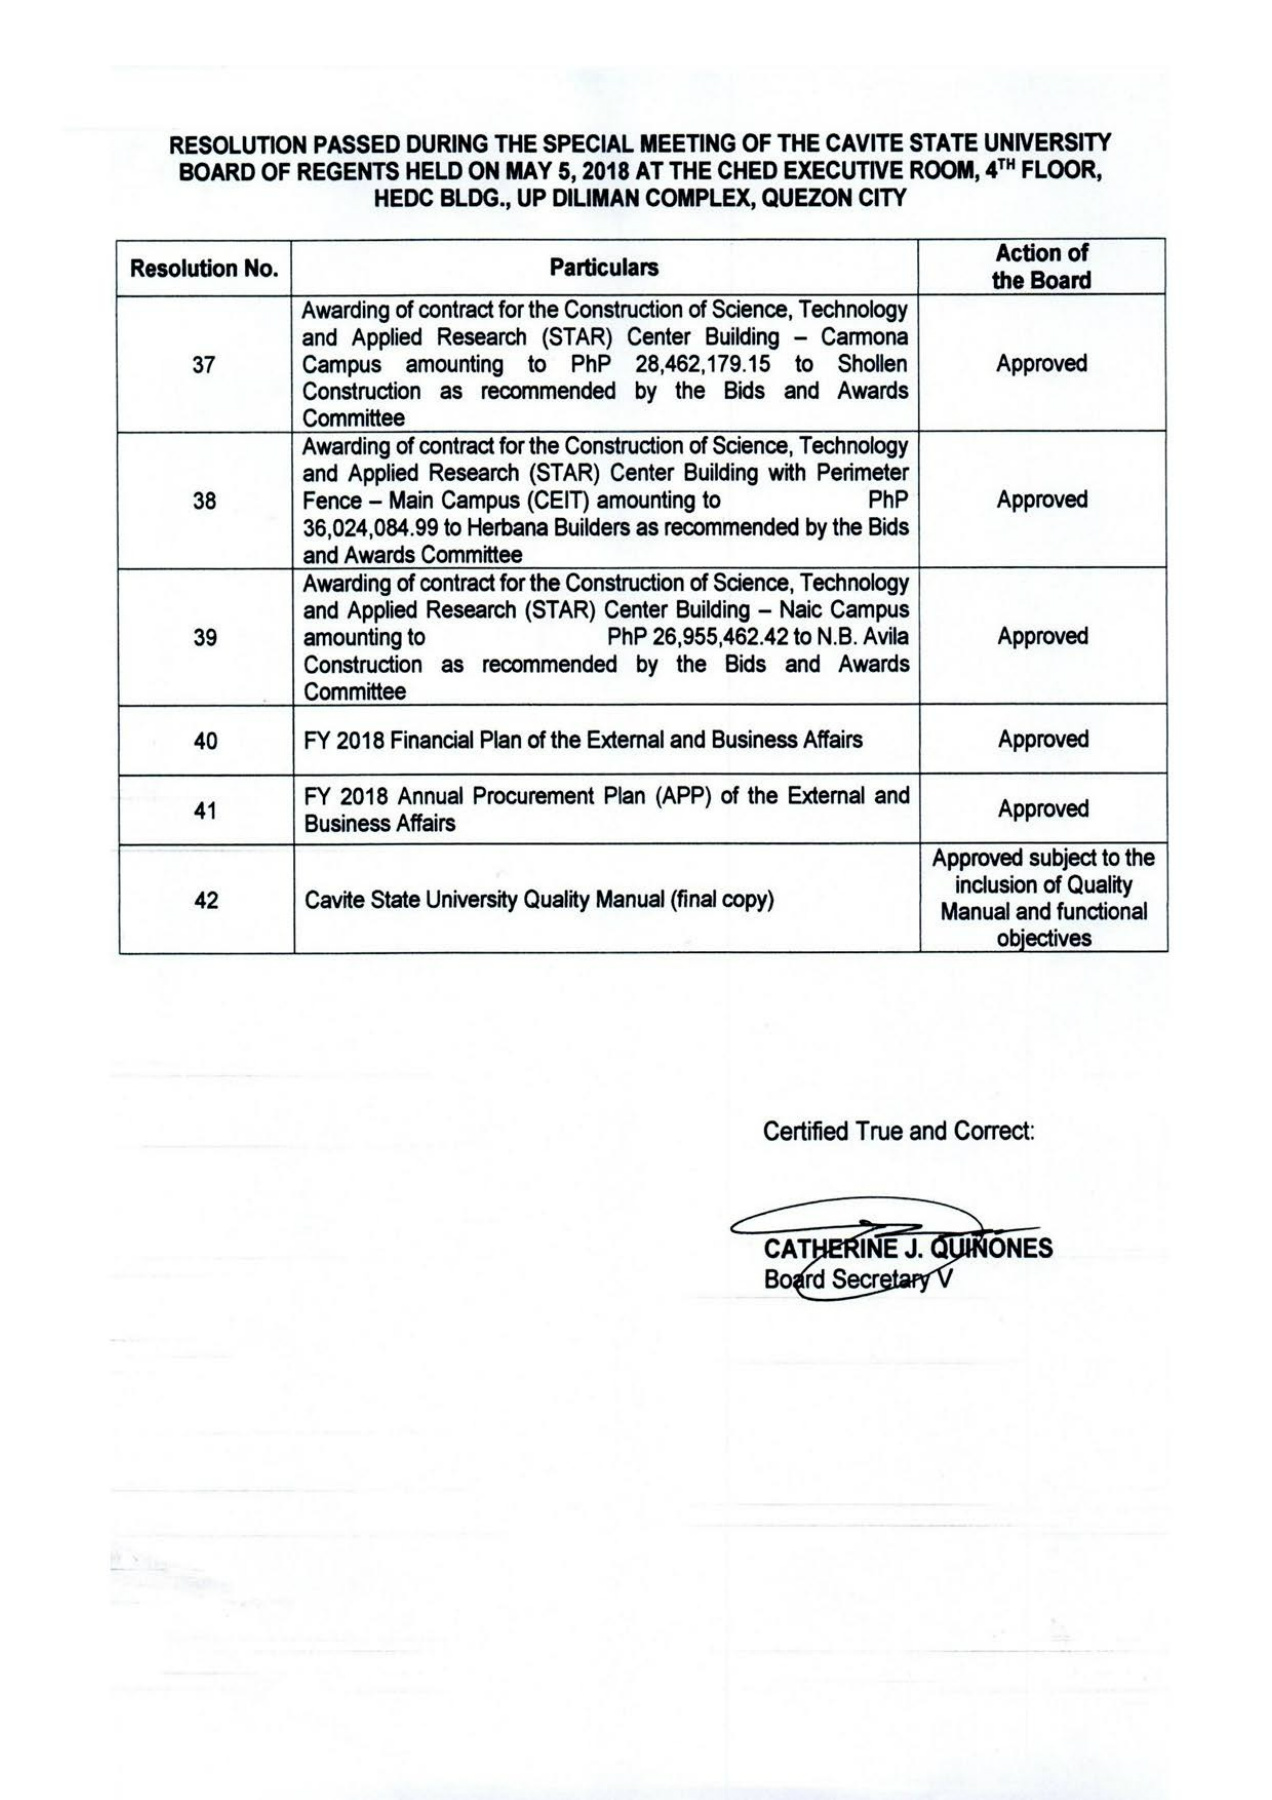 RESOLUTION PASSED DURING THE SPECIAL MEETING OF THE CAVITE STATE UNIVERSITY
BOARD OF REGENTS HELD ON MAY 5, 2018 AT THE CHED EXECUTIVE ROOM, 4TH FLOOR,
HEDC BLDG., UP DILIMAN COMPLEX, QUEZON CITY
Resolution No.
Particulars
Action of
the Board
37
Awarding of contract for the Construction of Science, Technology
and Applied Research (STAR) Center Building – Carmona
Campus amounting to PhP 28,462,179.15 to Shollen
Construction as recommended by the Bids and Awards
Committee
Approved
38
Awarding of contract for the Construction of Science, Technology
and Applied Research (STAR) Center Building with Perimeter
Fence – Main Campus (CEIT) amounting to PhP
36,024,084.99 to Herbana Builders as recommended by the Bids
and Awards Committee
Approved
39
Awarding of contract for the Construction of Science, Technology
and Applied Research (STAR) Center Building – Naic Campus
amounting to PhP 26,955,462.42 to N.B. Avila
Construction as recommended by the Bids and Awards
Committee
Approved
40
FY 2018 Financial Plan of the External and Business Affairs
Approved
41
FY 2018 Annual Procurement Plan (APP) of the External and
Business Affairs
Approved
42
Cavite State University Quality Manual (final copy)
Approved subject to the
inclusion of Quality
Manual and functional
objectives
Certified True and Correct:
CATHERINE J. QUIÑONES
Board Secretary V